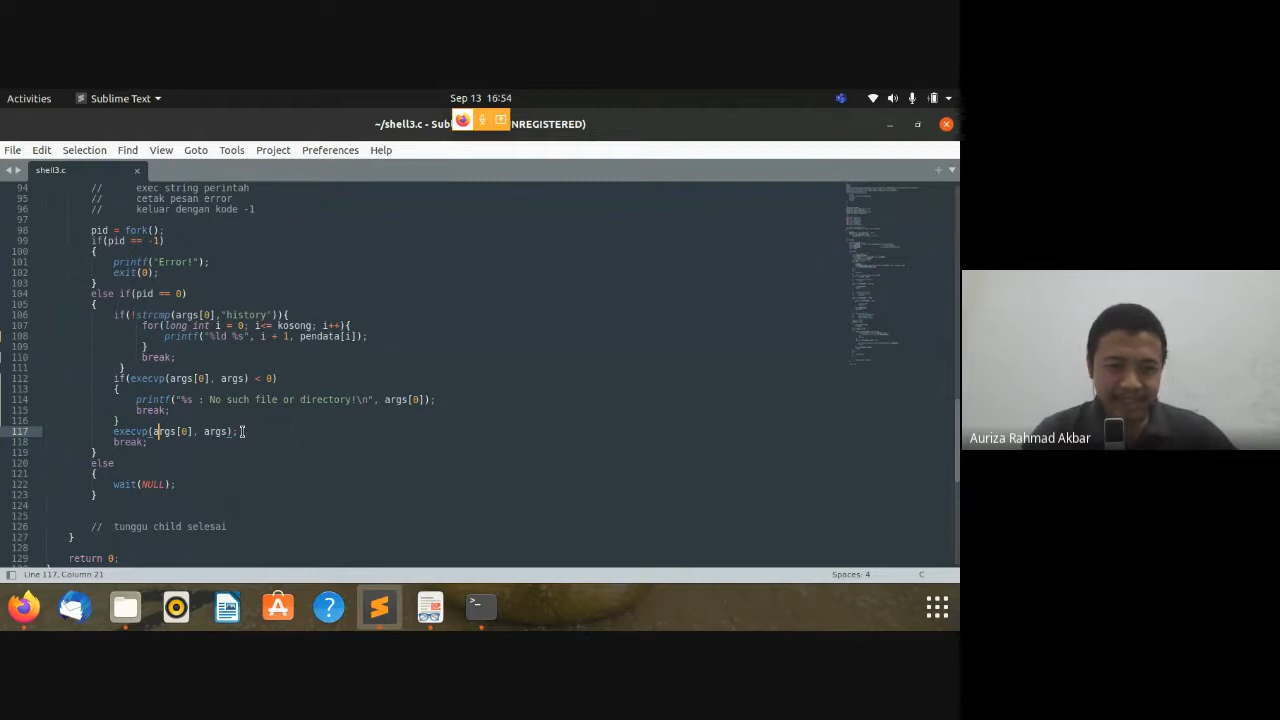 Activities Sublime Text Sep 13 16:54
~/shell3.c - Subl NREGISTERED)
File Edit Selection Find View Goto Tools Project Preferences Help
shell3.c
94 // exec string perintah
95 // cetak pesan error
96 // keluar dengan kode -1
97
98 pid = fork();
99 if(pid == -1)
100 {
101 printf("Error!");
102 exit(0);
103 }
104 else if(pid == 0)
105 {
106 if(!strcmp(args[0],"history")){
107 for(long int i = 0; i<= kosong; i++){
108 printf("%ld %s", i + 1, pendata[i]);
109 }
110 break;
111 }
112 if(execvp(args[0], args) < 0)
113 {
114 printf("%s : No such file or directory!\n", args[0]);
115 break;
116 }
117 execvp(args[0], args);
118 break;
119 }
120 else
121 {
122 wait(NULL);
123 }
124
125
126 // tunggu child selesai
127 }
128
129 return 0;
Line 117, Column 21 Spaces: 4 C
Auriza Rahmad Akbar